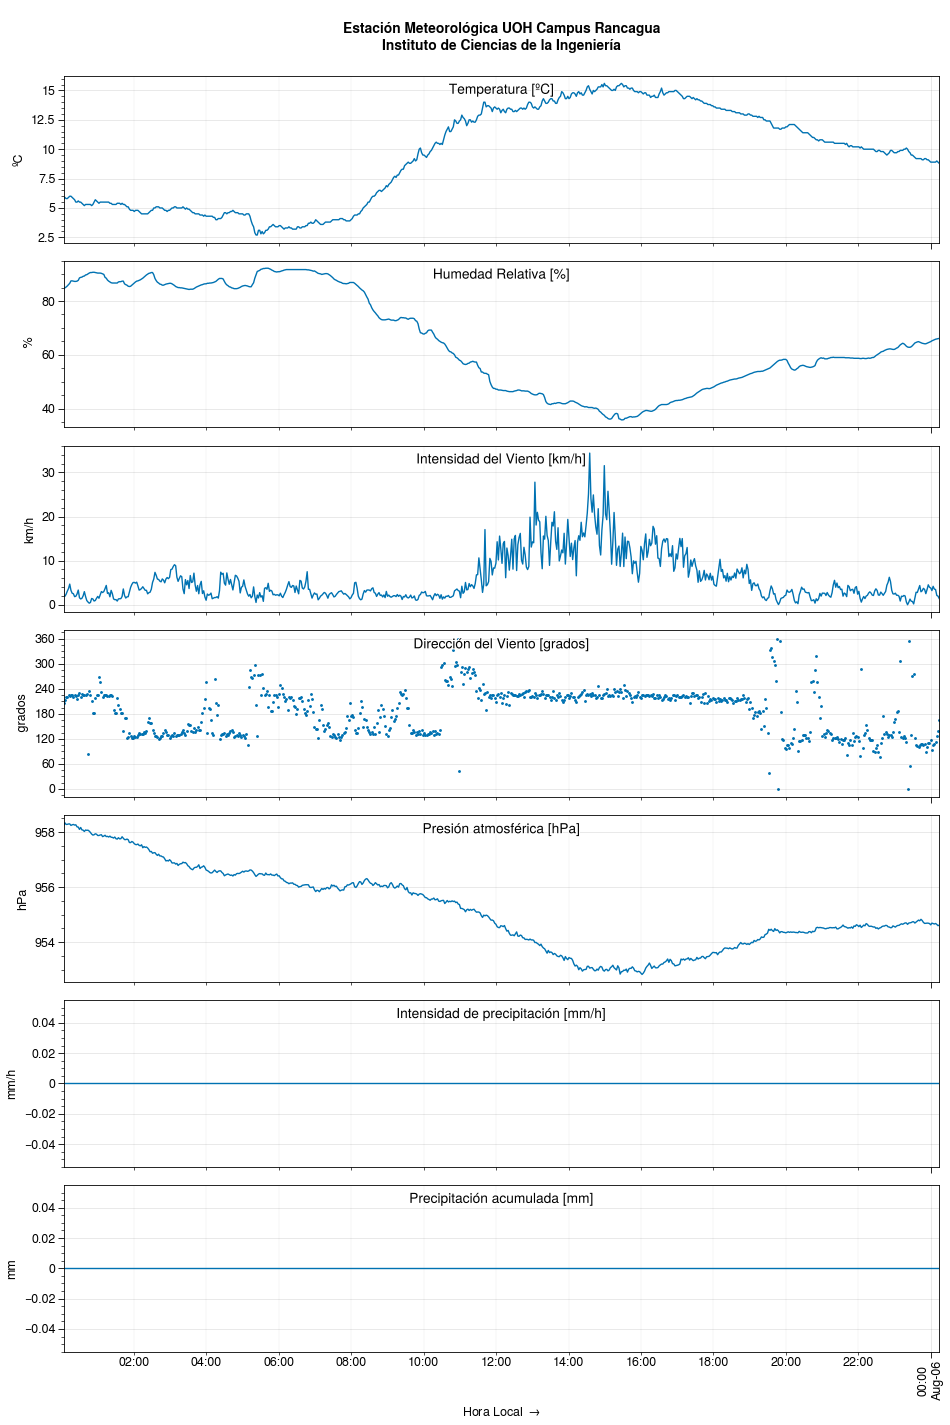 Estación Meteorológica UOH Campus Rancagua
Instituto de Ciencias de la Ingeniería
Temperatura [ºC]
15
12.5
10
7.5
5
2.5
ºC
Humedad Relativa [%]
80
60
40
%
Intensidad del Viento [km/h]
30
20
10
0
km/h
Dirección del Viento [grados]
360
300
240
180
120
60
0
grados
Presión atmosférica [hPa]
958
956
954
hPa
Intensidad de precipitación [mm/h]
0.04
0.02
0
−0.02
−0.04
mm/h
Precipitación acumulada [mm]
0.04
0.02
0
−0.02
−0.04
mm
02:00 04:00 06:00 08:00 10:00 12:00 14:00 16:00 18:00 20:00 22:00
00:00
Aug-06
Hora Local →